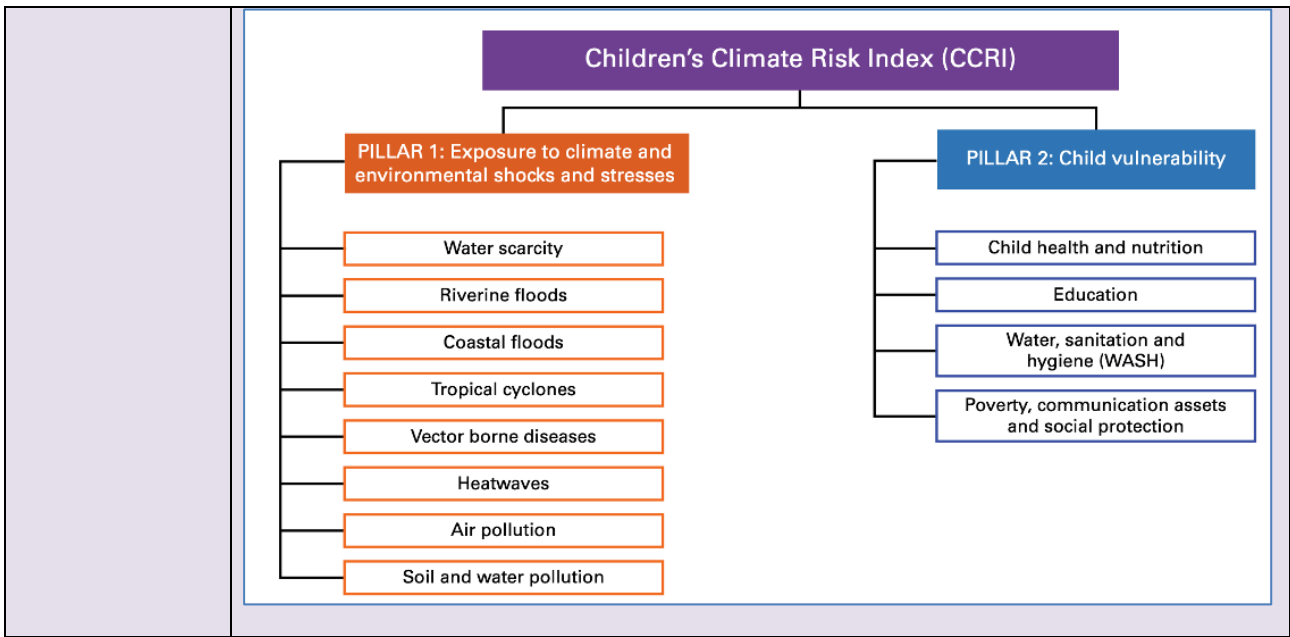 Children's Climate Risk Index (CCRI)
PILLAR 1: Exposure to climate and
environmental shocks and stresses
Water scarcity
Riverine floods
Coastal floods
Tropical cyclones
Vector borne diseases
Heatwaves
Air pollution
Soil and water pollution
PILLAR 2: Child vulnerability
Child health and nutrition
Education
Water, sanitation and
hygiene (WASH)
Poverty, communication assets
and social protection